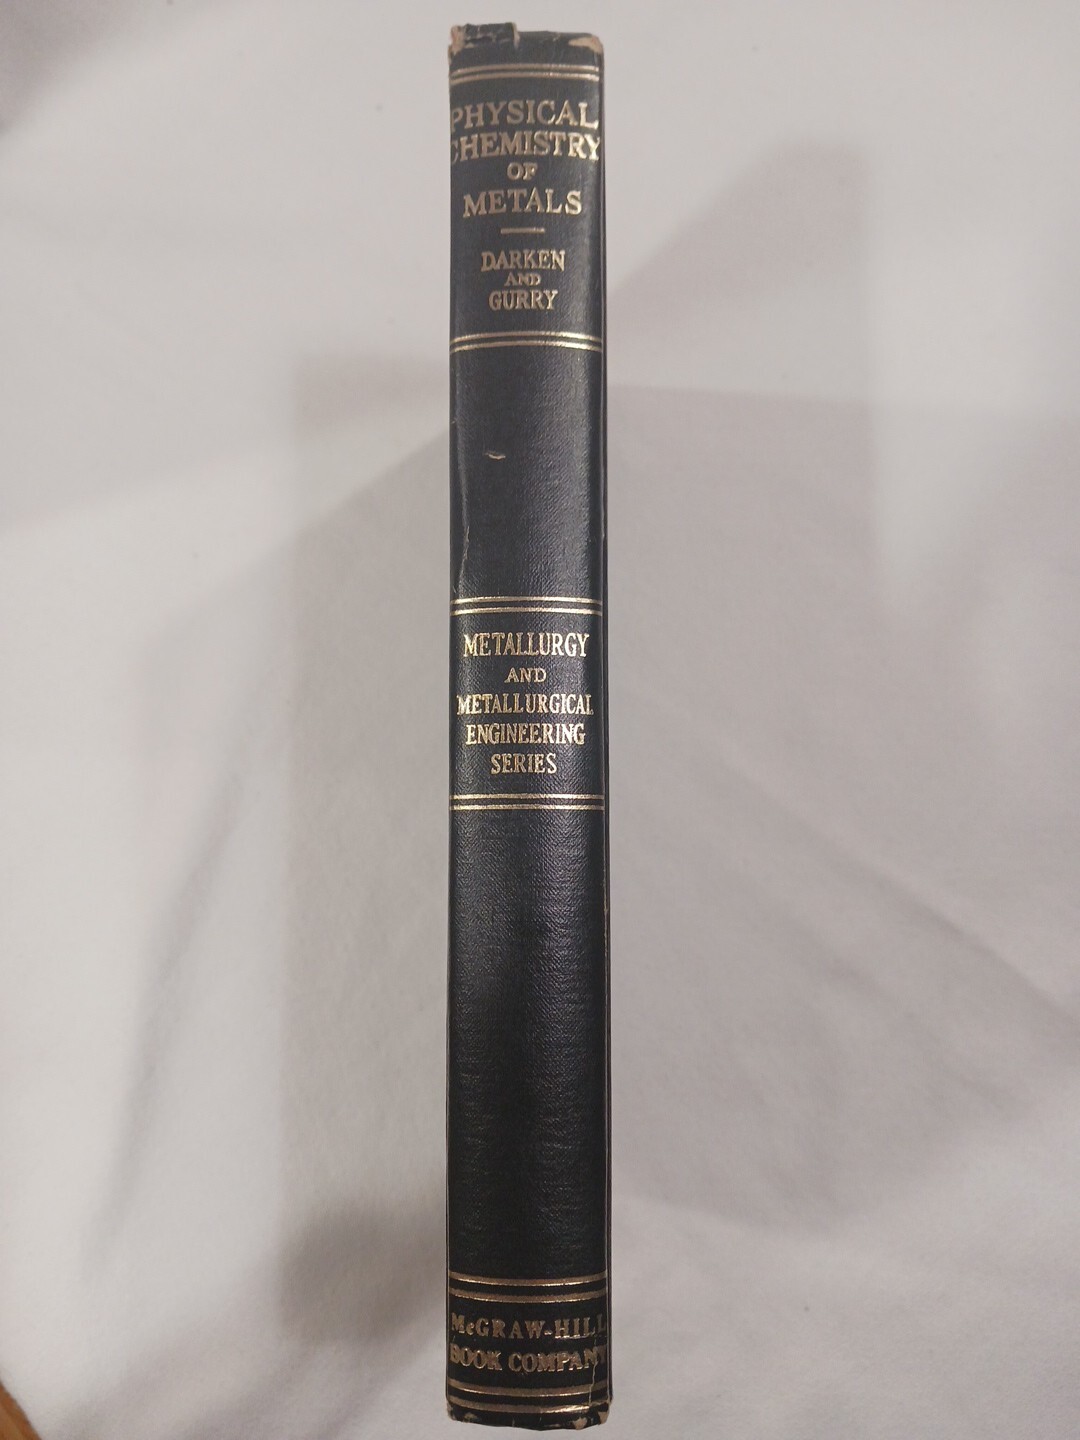 PHYSICAL
CHEMISTRY
OF
METALS
DARKEN
AND
GURRY
METALLURGY
AND
METALLURGICAL
ENGINEERING
SERIES
McGRAW-HILL
BOOK COMPANY